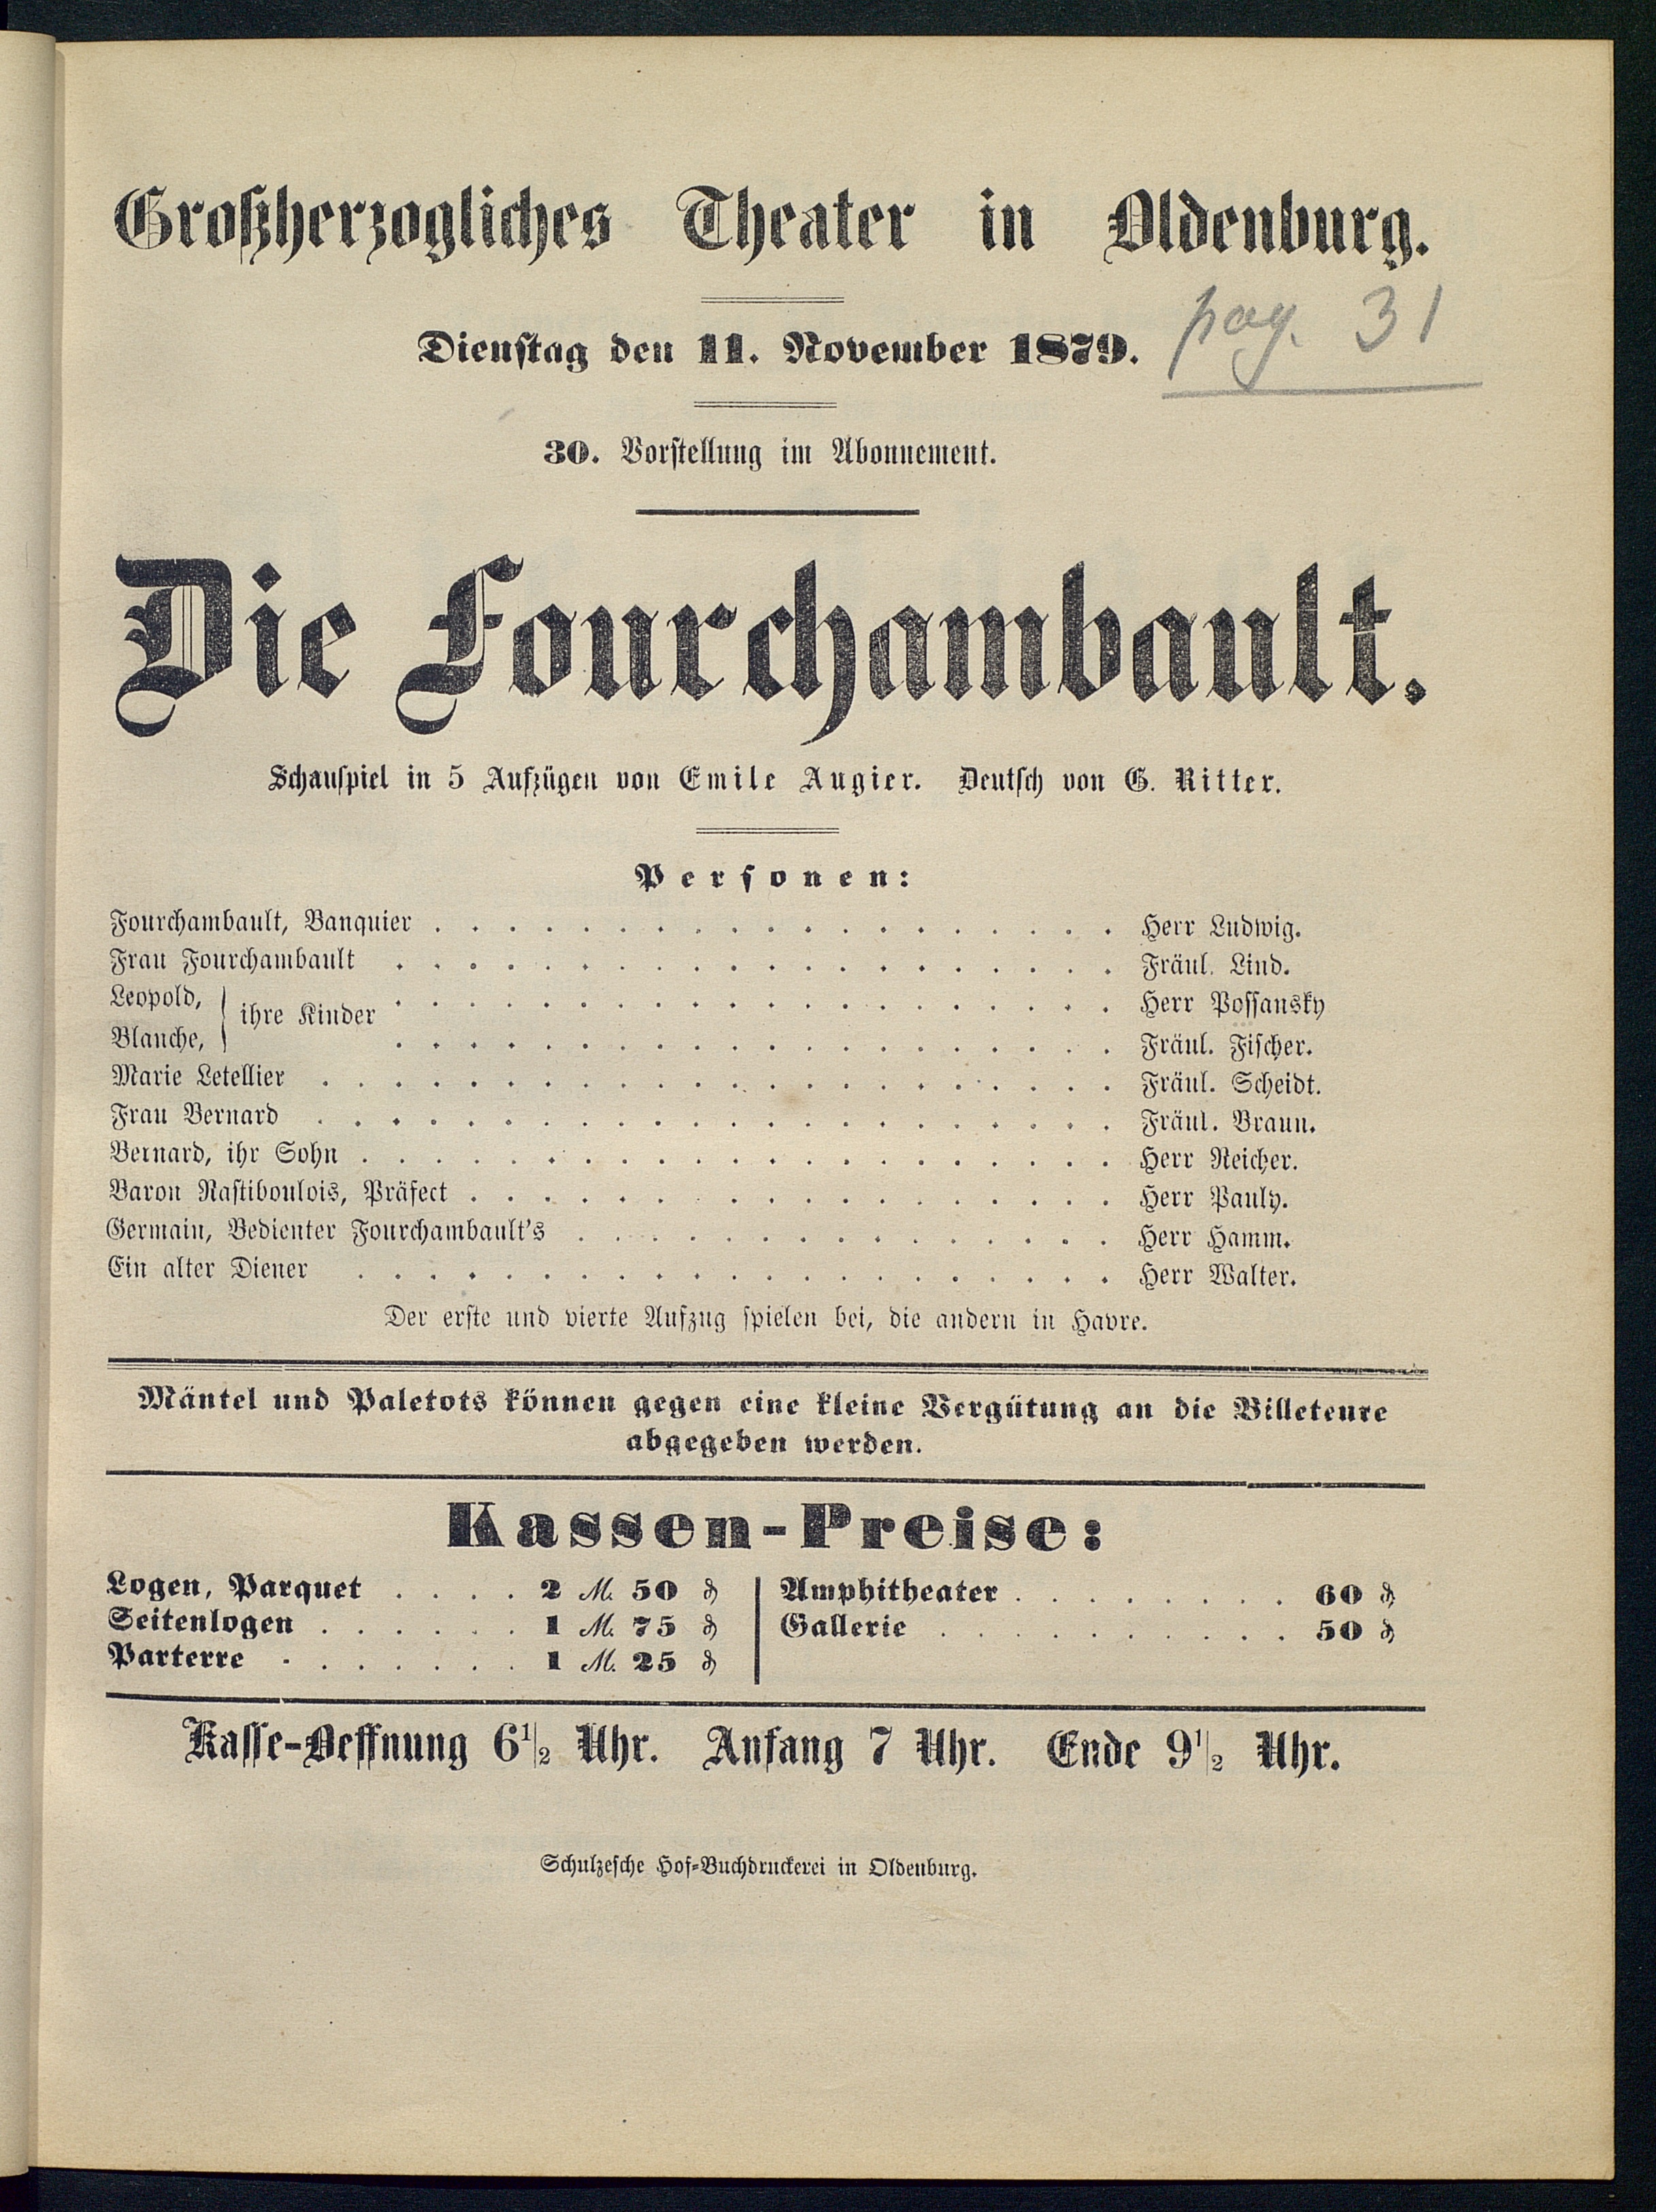 Großherzogliches Theater in Oldenburg.
Dienstag den 11. November 1879.
pag. 31
30. Vorstellung im Abonnement.
Die Fourchambault.
Schauspiel in 5 Aufzügen von Emile Augier. Deutsch von G. Ritter.
Personen:
Fourchambault, Banquier . . . . . . . . . . . . . . . . . . . Herr Ludwig.
Frau Fourchambault . . . . . . . . . . . . . . . . . . . . Fräul. Lind.
Leopold, } ihre Kinder . . . . . . . . . . . . . . . . . . . . Herr Possansky
Blanche, } . . . . . . . . . . . . . . . . . . . . Fräul. Fischer.
Marie Letellier . . . . . . . . . . . . . . . . . . . . . . Fräul. Scheidt.
Frau Bernard . . . . . . . . . . . . . . . . . . . . . . Fräul. Braun.
Bernard, ihr Sohn . . . . . . . . . . . . . . . . . . . . . Herr Reicher.
Baron Rastiboulois, Präfect . . . . . . . . . . . . . . . . . . Herr Pauly.
Germain, Bedienter Fourchambault's . . . . . . . . . . . . . . . Herr Hamm.
Ein alter Diener . . . . . . . . . . . . . . . . . . . . . Herr Walter.
Der erste und vierte Aufzug spielen bei, die andern in Havre.
Mäntel und Paletots können gegen eine kleine Vergütung an die Billeteure
abgegeben werden.
Kassen-Preise:
Logen, Parquet . . . . 2 M. 50 ₰
Seitenlogen . . . . . . 1 M. 75 ₰
Parterre . . . . . . . 1 M. 25 ₰
Amphitheater . . . . . . . . 60 ₰
Gallerie . . . . . . . . . . 50 ₰
Kasse-Oeffnung 6½ Uhr. Anfang 7 Uhr. Ende 9½ Uhr.
Schulzesche Hof-Buchdruckerei in Oldenburg.